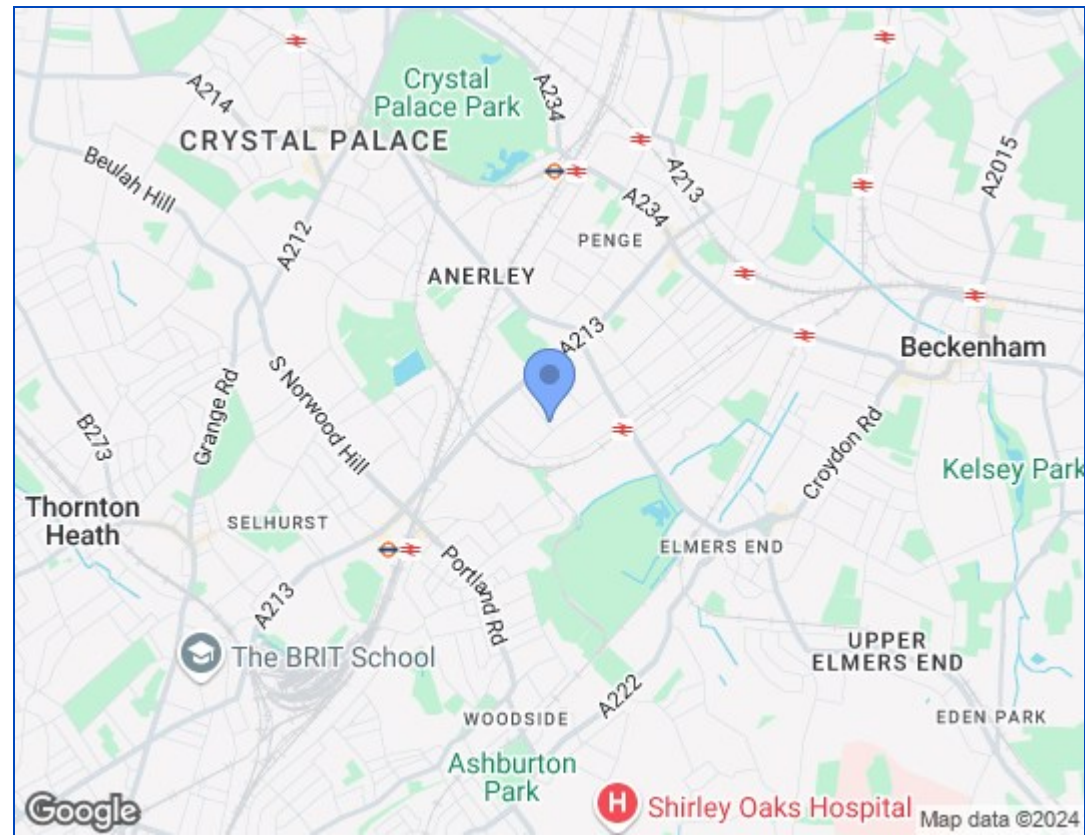 A214
Crystal
Palace Park
A234
CRYSTAL PALACE
A213
A2015
Beulah Hill
A234
A212
PENGE
ANERLEY
A213
Beckenham
Grange Rd
S Norwood Hill
B273
Croydon Rd
Kelsey Park
Thornton
Heath
SELHURST
ELMERS END
Portland Rd
A213
The BRIT School
UPPER
ELMERS END
A222
WOODSIDE
EDEN PARK
Ashburton
Park
H
Shirley Oaks Hospital
Google
Map data ©2024